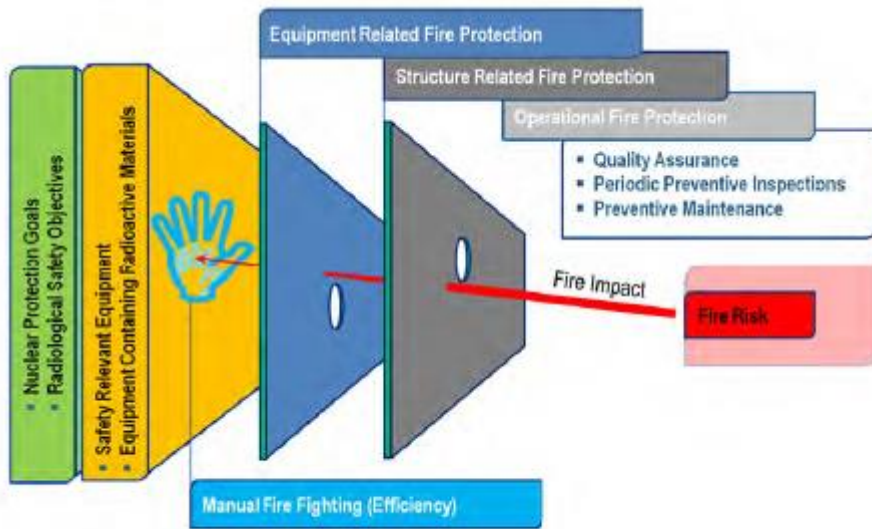 Equipment Related Fire Protection
Structure Related Fire Protection
Operational Fire Protection
▪ Quality Assurance
▪ Periodic Preventive Inspections
▪ Preventive Maintenance
▪ Nuclear Protection Goals
▪ Radiological Safety Objectives
▪ Safety Relevant Equipment
▪ Equipment Containing Radioactive Materials
Fire Impact
Fire Risk
Manual Fire Fighting (Efficiency)